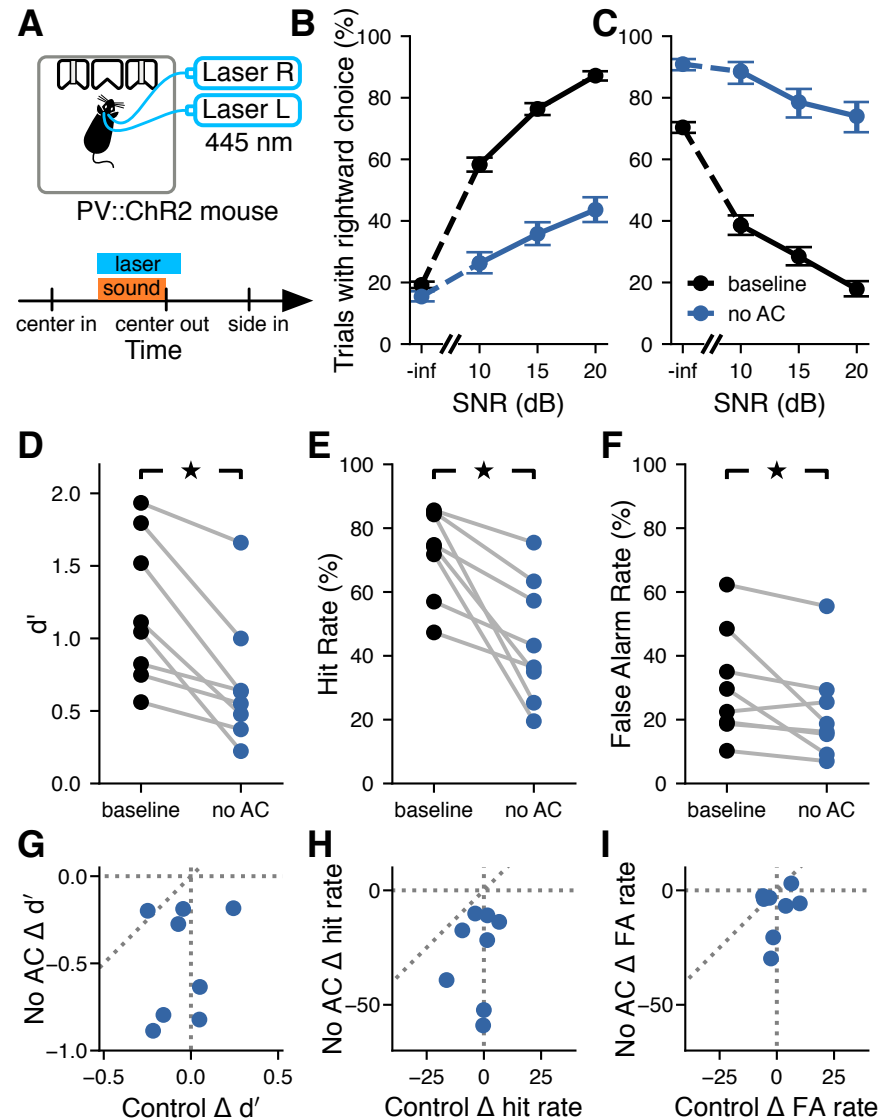 A
Laser R
Laser L
445 nm
PV::ChR2 mouse
laser
sound
center in
center out
side in
Time
B
Trials with rightward choice (%)
100
80
60
40
20
0
-inf
10
15
20
SNR (dB)
C
100
80
60
40
20
0
baseline
no AC
-inf
10
15
20
SNR (dB)
D
★
d'
2.0
1.5
1.0
0.5
0.0
baseline
no AC
E
★
Hit Rate (%)
100
80
60
40
20
0
baseline
no AC
F
★
False Alarm Rate (%)
100
80
60
40
20
0
baseline
no AC
G
No AC Δ d′
0.0
−0.5
−1.0
−0.5
0.0
0.5
Control Δ d′
H
No AC Δ hit rate
0
−50
−25
0
25
Control Δ hit rate
I
No AC Δ FA rate
0
−50
−25
0
25
Control Δ FA rate